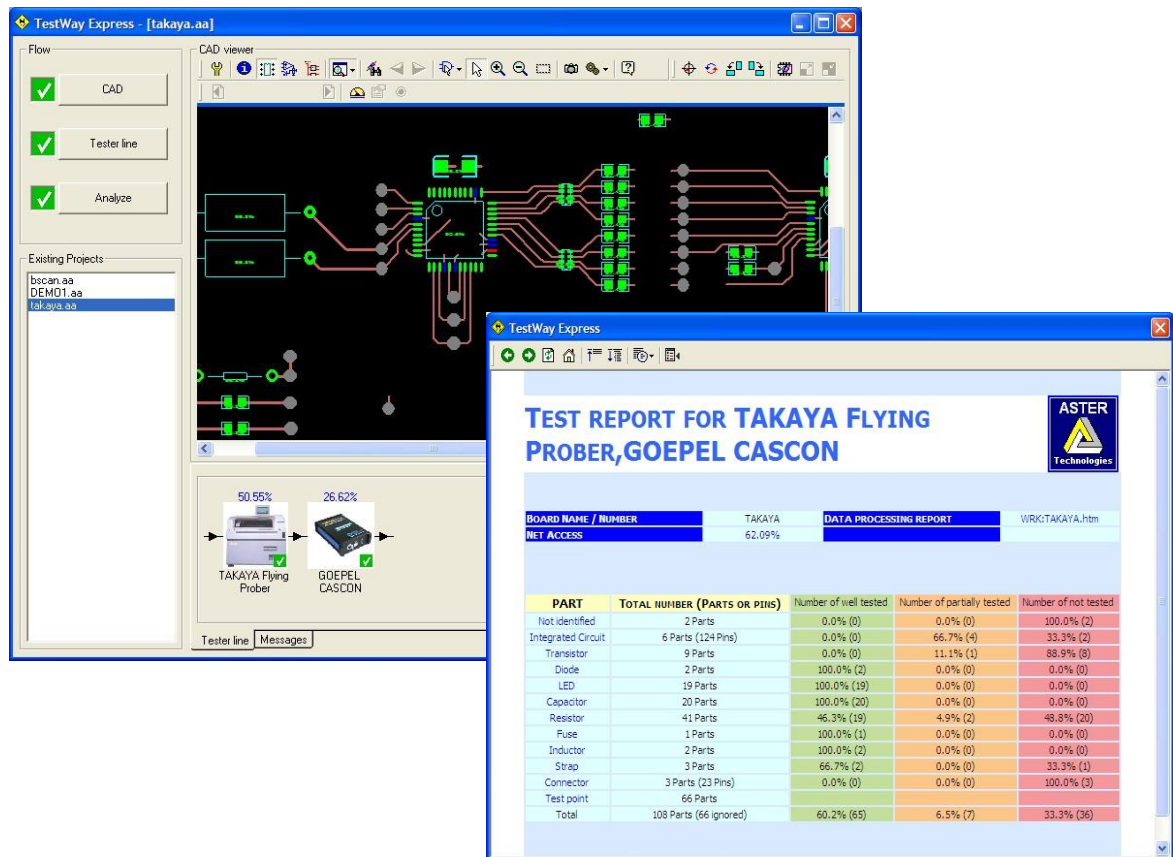 TestWay Express - [takaya.aa]
Flow
CAD
Tester line
Analyze
Existing Projects
bscan.aa
DEMO1.aa
takaya.aa
CAD viewer
50.55%
26.62%
TAKAYA Flying
Prober
GOEPEL
CASCON
Tester line
Messages
TestWay Express
TEST REPORT FOR TAKAYA FLYING
PROBER,GOEPEL CASCON
ASTER
Technologies
BOARD NAME / NUMBER TAKAYA DATA PROCESSING REPORT WRK:TAKAYA.htm
NET ACCESS 62.09%
PART TOTAL NUMBER (PARTS OR PINS) Number of well tested Number of partially tested Number of not tested
Not identified 2 Parts 0.0% (0) 0.0% (0) 100.0% (2)
Integrated Circuit 6 Parts (124 Pins) 0.0% (0) 66.7% (4) 33.3% (2)
Transistor 9 Parts 0.0% (0) 11.1% (1) 88.9% (8)
Diode 2 Parts 100.0% (2) 0.0% (0) 0.0% (0)
LED 19 Parts 100.0% (19) 0.0% (0) 0.0% (0)
Capacitor 20 Parts 100.0% (20) 0.0% (0) 0.0% (0)
Resistor 41 Parts 46.3% (19) 4.9% (2) 48.8% (20)
Fuse 1 Parts 100.0% (1) 0.0% (0) 0.0% (0)
Inductor 2 Parts 100.0% (2) 0.0% (0) 0.0% (0)
Strap 3 Parts 66.7% (2) 0.0% (0) 33.3% (1)
Connector 3 Parts (23 Pins) 0.0% (0) 0.0% (0) 100.0% (3)
Test point 66 Parts
Total 108 Parts (66 ignored) 60.2% (65) 6.5% (7) 33.3% (36)